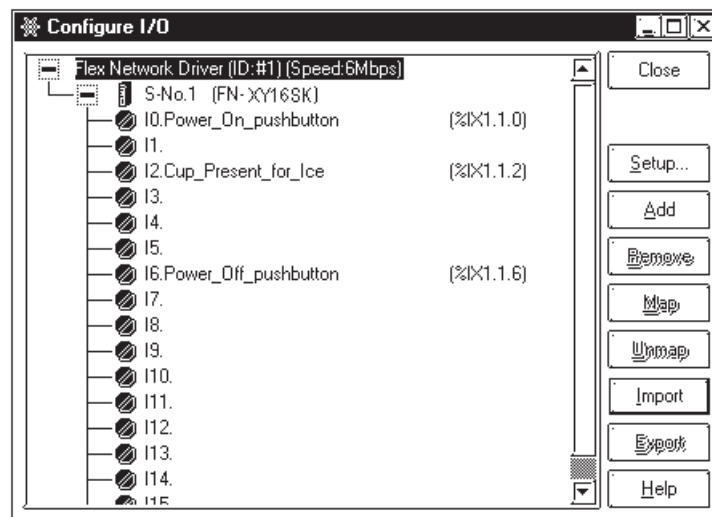 Configure I/O
Flex Network Driver (ID:#1) (Speed:6Mbps)
S-No.1 (FN-XY16SK)
I0.Power_On_pushbutton (%IX1.1.0)
I1.
I2.Cup_Present_for_Ice (%IX1.1.2)
I3.
I4.
I5.
I6.Power_Off_pushbutton (%IX1.1.6)
I7.
I8.
I9.
I10.
I11.
I12.
I13.
I14.
I15.
Close
Setup...
Add
Remove
Map
Unmap
Import
Export
Help